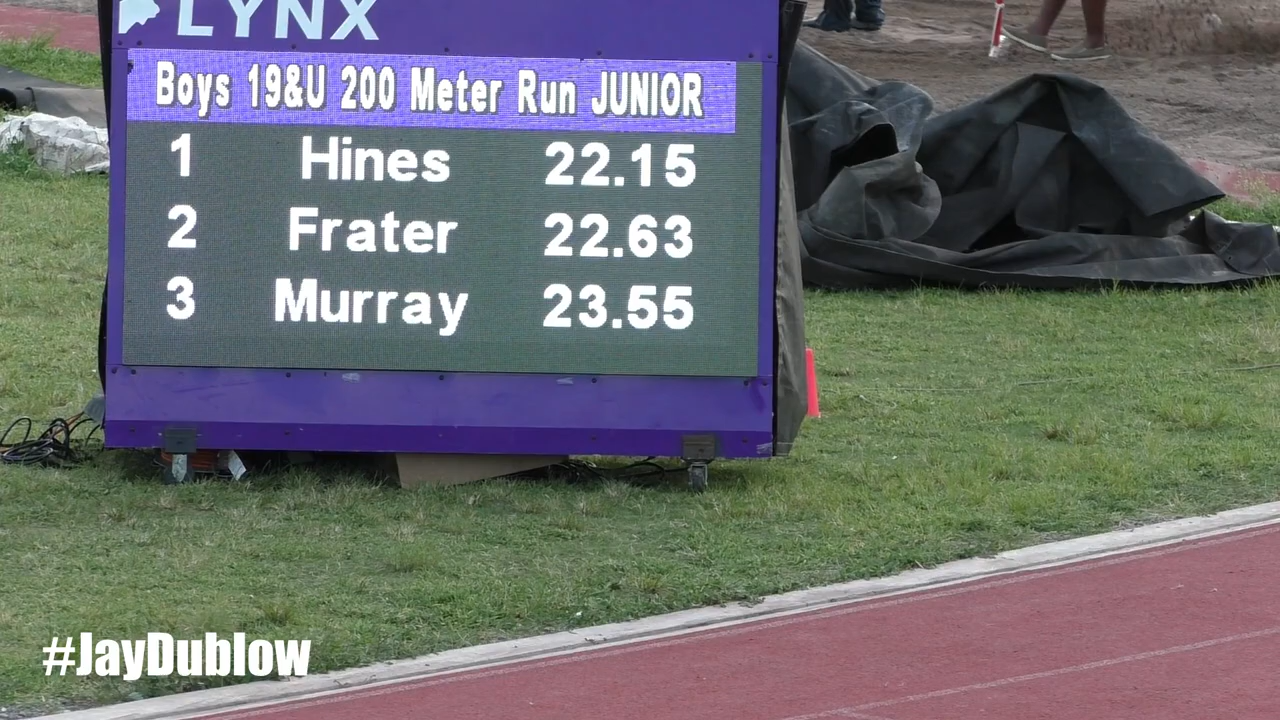 LYNX
Boys 19&U 200 Meter Run JUNIOR
1 Hines 22.15
2 Frater 22.63
3 Murray 23.55
#JayDublow